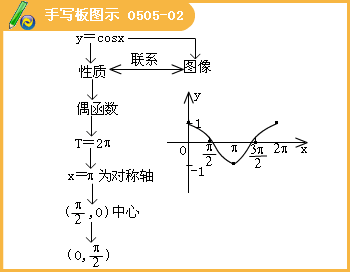 手写板图示 0505-02
y=cosx
性质 联系 图像
偶函数
T=2π
x=π为对称轴
(π/2,0)中心
(0,π/2)
y
1
0 π/2 π 3π/2 2π x
-1